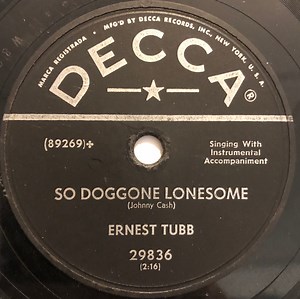 MARCA REGISTRADA • MFG'D BY DECCA RECORDS, INC., NEW YORK, U.S.A.
DECCA®
(89269)+
Singing With
Instrumental
Accompaniment
SO DOGGONE LONESOME
(Johnny Cash)
ERNEST TUBB
29836
(2:16)